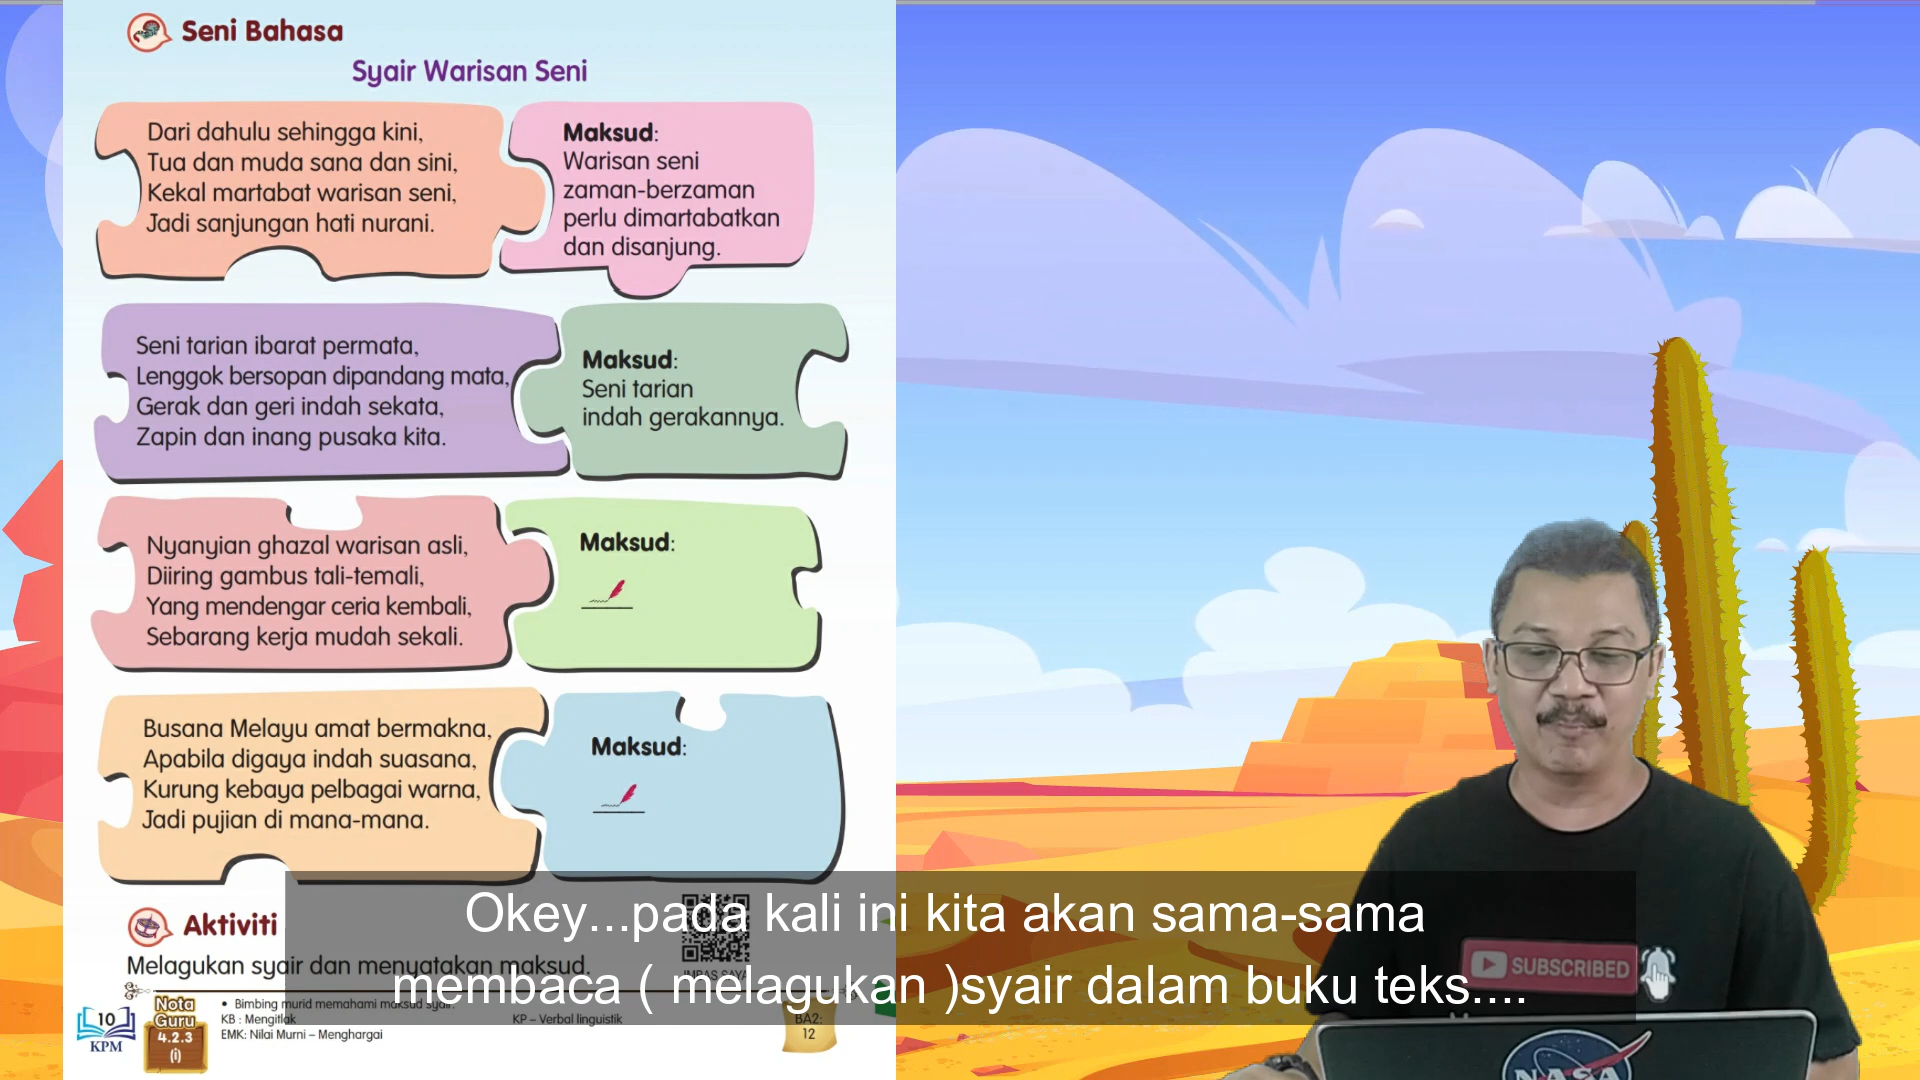 Seni Bahasa
Syair Warisan Seni
Dari dahulu sehingga kini,
Tua dan muda sana dan sini,
Kekal martabat warisan seni,
Jadi sanjungan hati nurani.
Maksud:
Warisan seni
zaman-berzaman
perlu dimartabatkan
dan disanjung.
Seni tarian ibarat permata,
Lenggok bersopan dipandang mata,
Gerak dan geri indah sekata,
Zapin dan inang pusaka kita.
Maksud:
Seni tarian
indah gerakannya.
Nyanyian ghazal warisan asli,
Diiring gambus tali-temali,
Yang mendengar ceria kembali,
Sebarang kerja mudah sekali.
Maksud:
Busana Melayu amat bermakna,
Apabila digaya indah suasana,
Kurung kebaya pelbagai warna,
Jadi pujian di mana-mana.
Maksud:
Aktiviti
Melagukan syair dan menyatakan maksud.
IMBAS SAYA
Okey...pada kali ini kita akan sama-sama
membaca ( melagukan )syair dalam buku teks....
SUBSCRIBED
10
KPM
Nota
Guru
4.2.3
(i)
• Bimbing murid memahami maksud syair.
KB : Mengitlak
KP – Verbal linguistik
EMK: Nilai Murni – Menghargai
BA2:
12
NASA